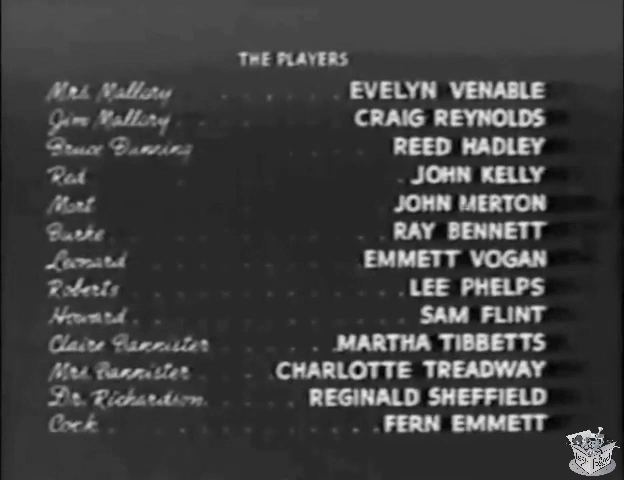 THE PLAYERS
Mrs. Mallory . . . . . . EVELYN VENABLE
Jim Mallory . . CRAIG REYNOLDS
Bruce Banning . . . . REED HADLEY
Red . . JOHN KELLY
Mort JOHN MERTON
Burke . . . . . . . RAY BENNETT
Leonard . . . . . . . EMMETT VOGAN
Roberts . . . . . . . . LEE PHELPS
Howard . . . . . . . . SAM FLINT
Claire Bannister . . . . MARTHA TIBBETTS
Mrs. Bannister . . . CHARLOTTE TREADWAY
Dr. Richardson . . . . REGINALD SHEFFIELD
Cook . . . . . . . . FERN EMMETT